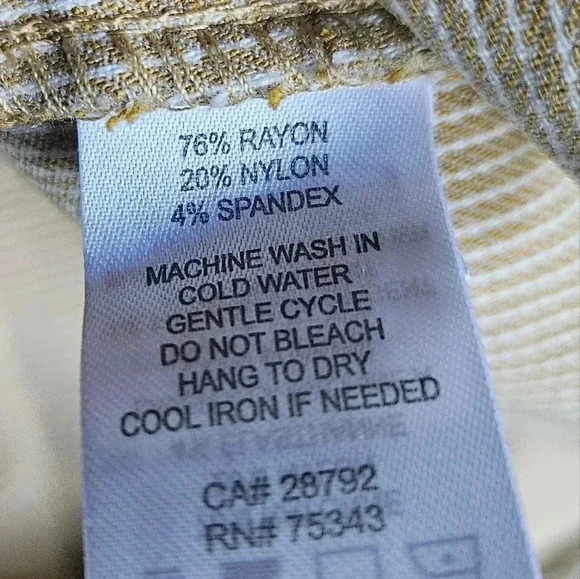 76% RAYON
20% NYLON
4% SPANDEX
MACHINE WASH IN
COLD WATER
GENTLE CYCLE
DO NOT BLEACH
HANG TO DRY
COOL IRON IF NEEDED
CA# 28792
RN# 75343